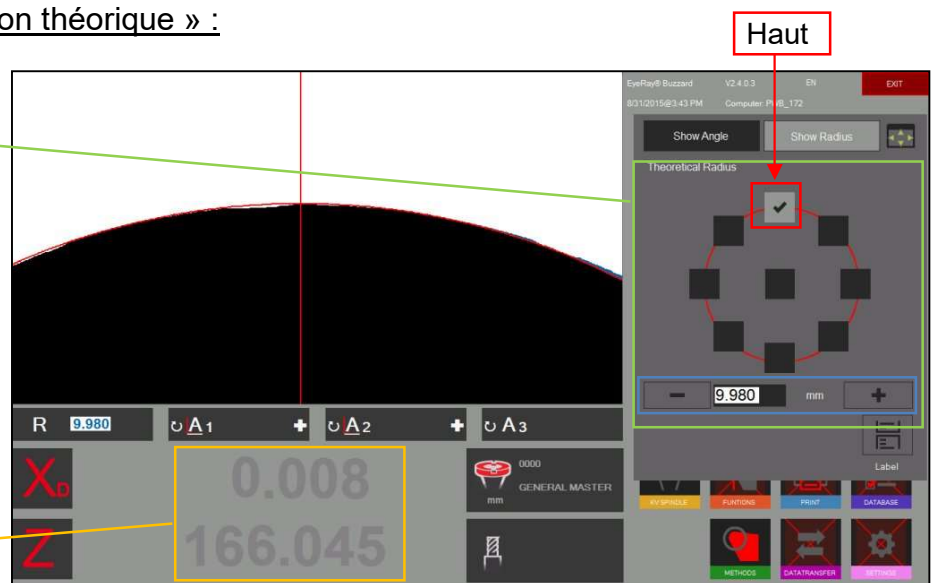 on théorique » :
Haut
EyeRay® Buzzard V2.4.0.3 EN EXIT
8/31/2015@3:43 PM Computer: PWB_172
Show Angle Show Radius
Theoretical Radius
9.980 mm
R 9.980 A1 A2 A3
Label
XD 0.008
0000
GENERAL MASTER
mm
KV SPINDLE FUNTIONS PRINT DATABASE
Z 166.045
METHODS DATATRANSFER SETTINGS